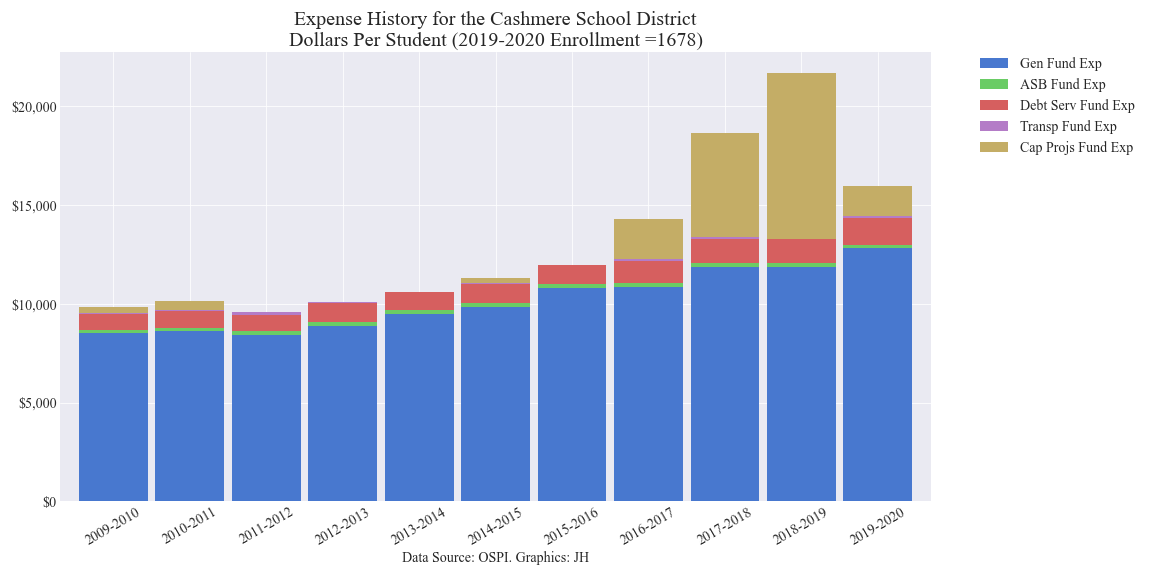 Expense History for the Cashmere School District
Dollars Per Student (2019-2020 Enrollment =1678)
Gen Fund Exp
ASB Fund Exp
Debt Serv Fund Exp
Transp Fund Exp
Cap Projs Fund Exp
$20,000
$15,000
$10,000
$5,000
$0
2009-2010
2010-2011
2011-2012
2012-2013
2013-2014
2014-2015
2015-2016
2016-2017
2017-2018
2018-2019
2019-2020
Data Source: OSPI. Graphics: JH